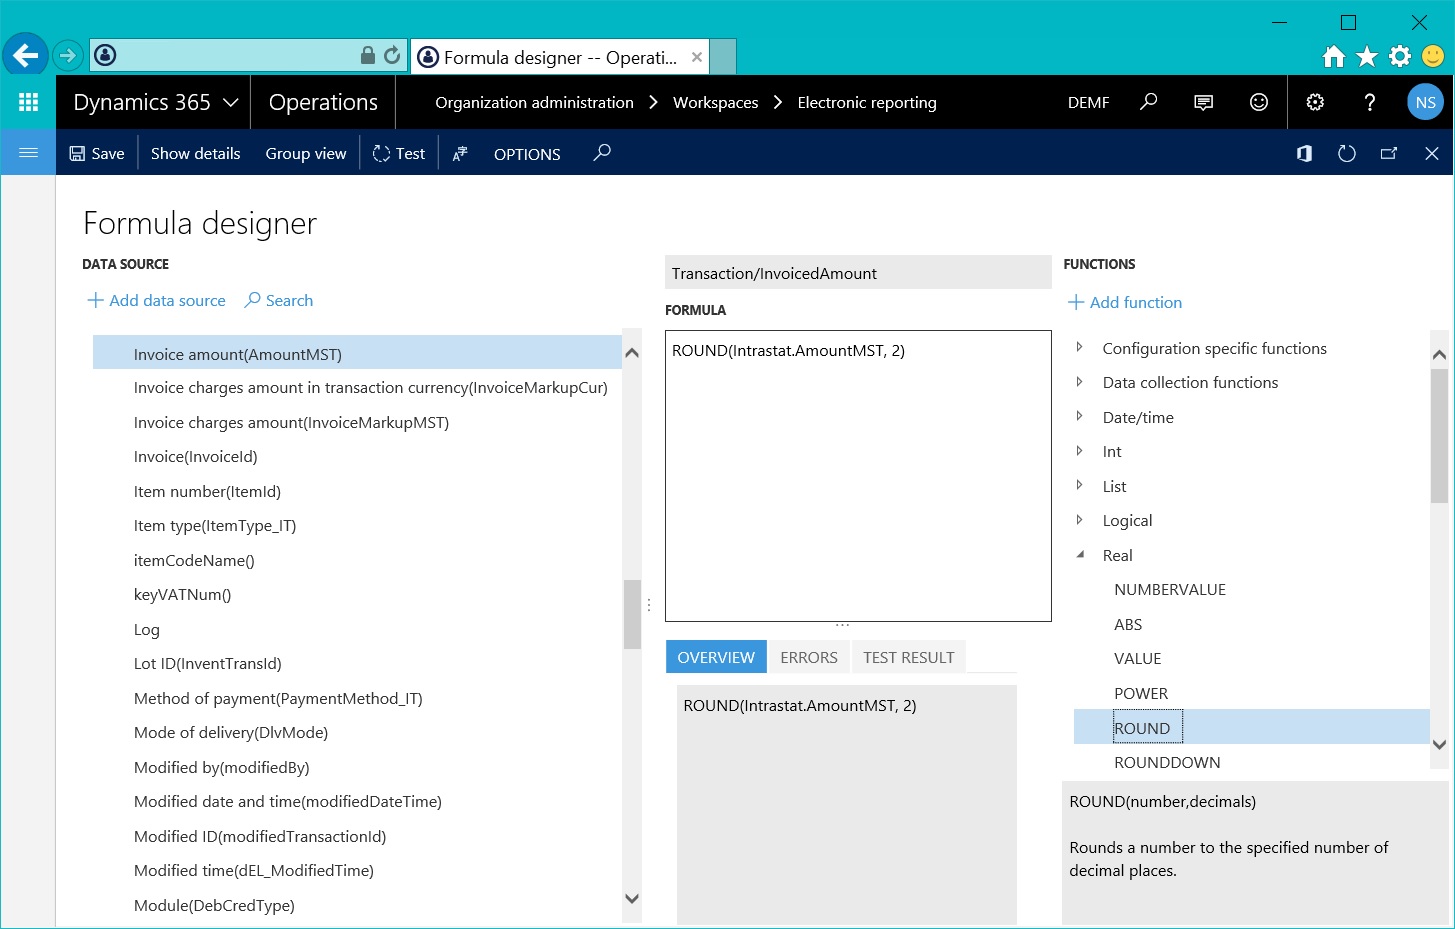 Formula designer -- Operati...
Dynamics 365
Operations
Organization administration
Workspaces
Electronic reporting
DEMF
?
NS
Save
Show details
Group view
Test
OPTIONS
Formula designer
DATA SOURCE
Add data source
Search
Invoice amount(AmountMST)
Invoice charges amount in transaction currency(InvoiceMarkupCur)
Invoice charges amount(InvoiceMarkupMST)
Invoice(InvoiceId)
Item number(ItemId)
Item type(ItemType_IT)
itemCodeName()
keyVATNum()
Log
Lot ID(InventTransId)
Method of payment(PaymentMethod_IT)
Mode of delivery(DlvMode)
Modified by(modifiedBy)
Modified date and time(modifiedDateTime)
Modified ID(modifiedTransactionId)
Modified time(dEL_ModifiedTime)
Module(DebCredType)
Transaction/InvoicedAmount
FORMULA
ROUND(Intrastat.AmountMST, 2)
OVERVIEW
ERRORS
TEST RESULT
ROUND(Intrastat.AmountMST, 2)
FUNCTIONS
Add function
Configuration specific functions
Data collection functions
Date/time
Int
List
Logical
Real
NUMBERVALUE
ABS
VALUE
POWER
ROUND
ROUNDDOWN
ROUND(number,decimals)
Rounds a number to the specified number of
decimal places.